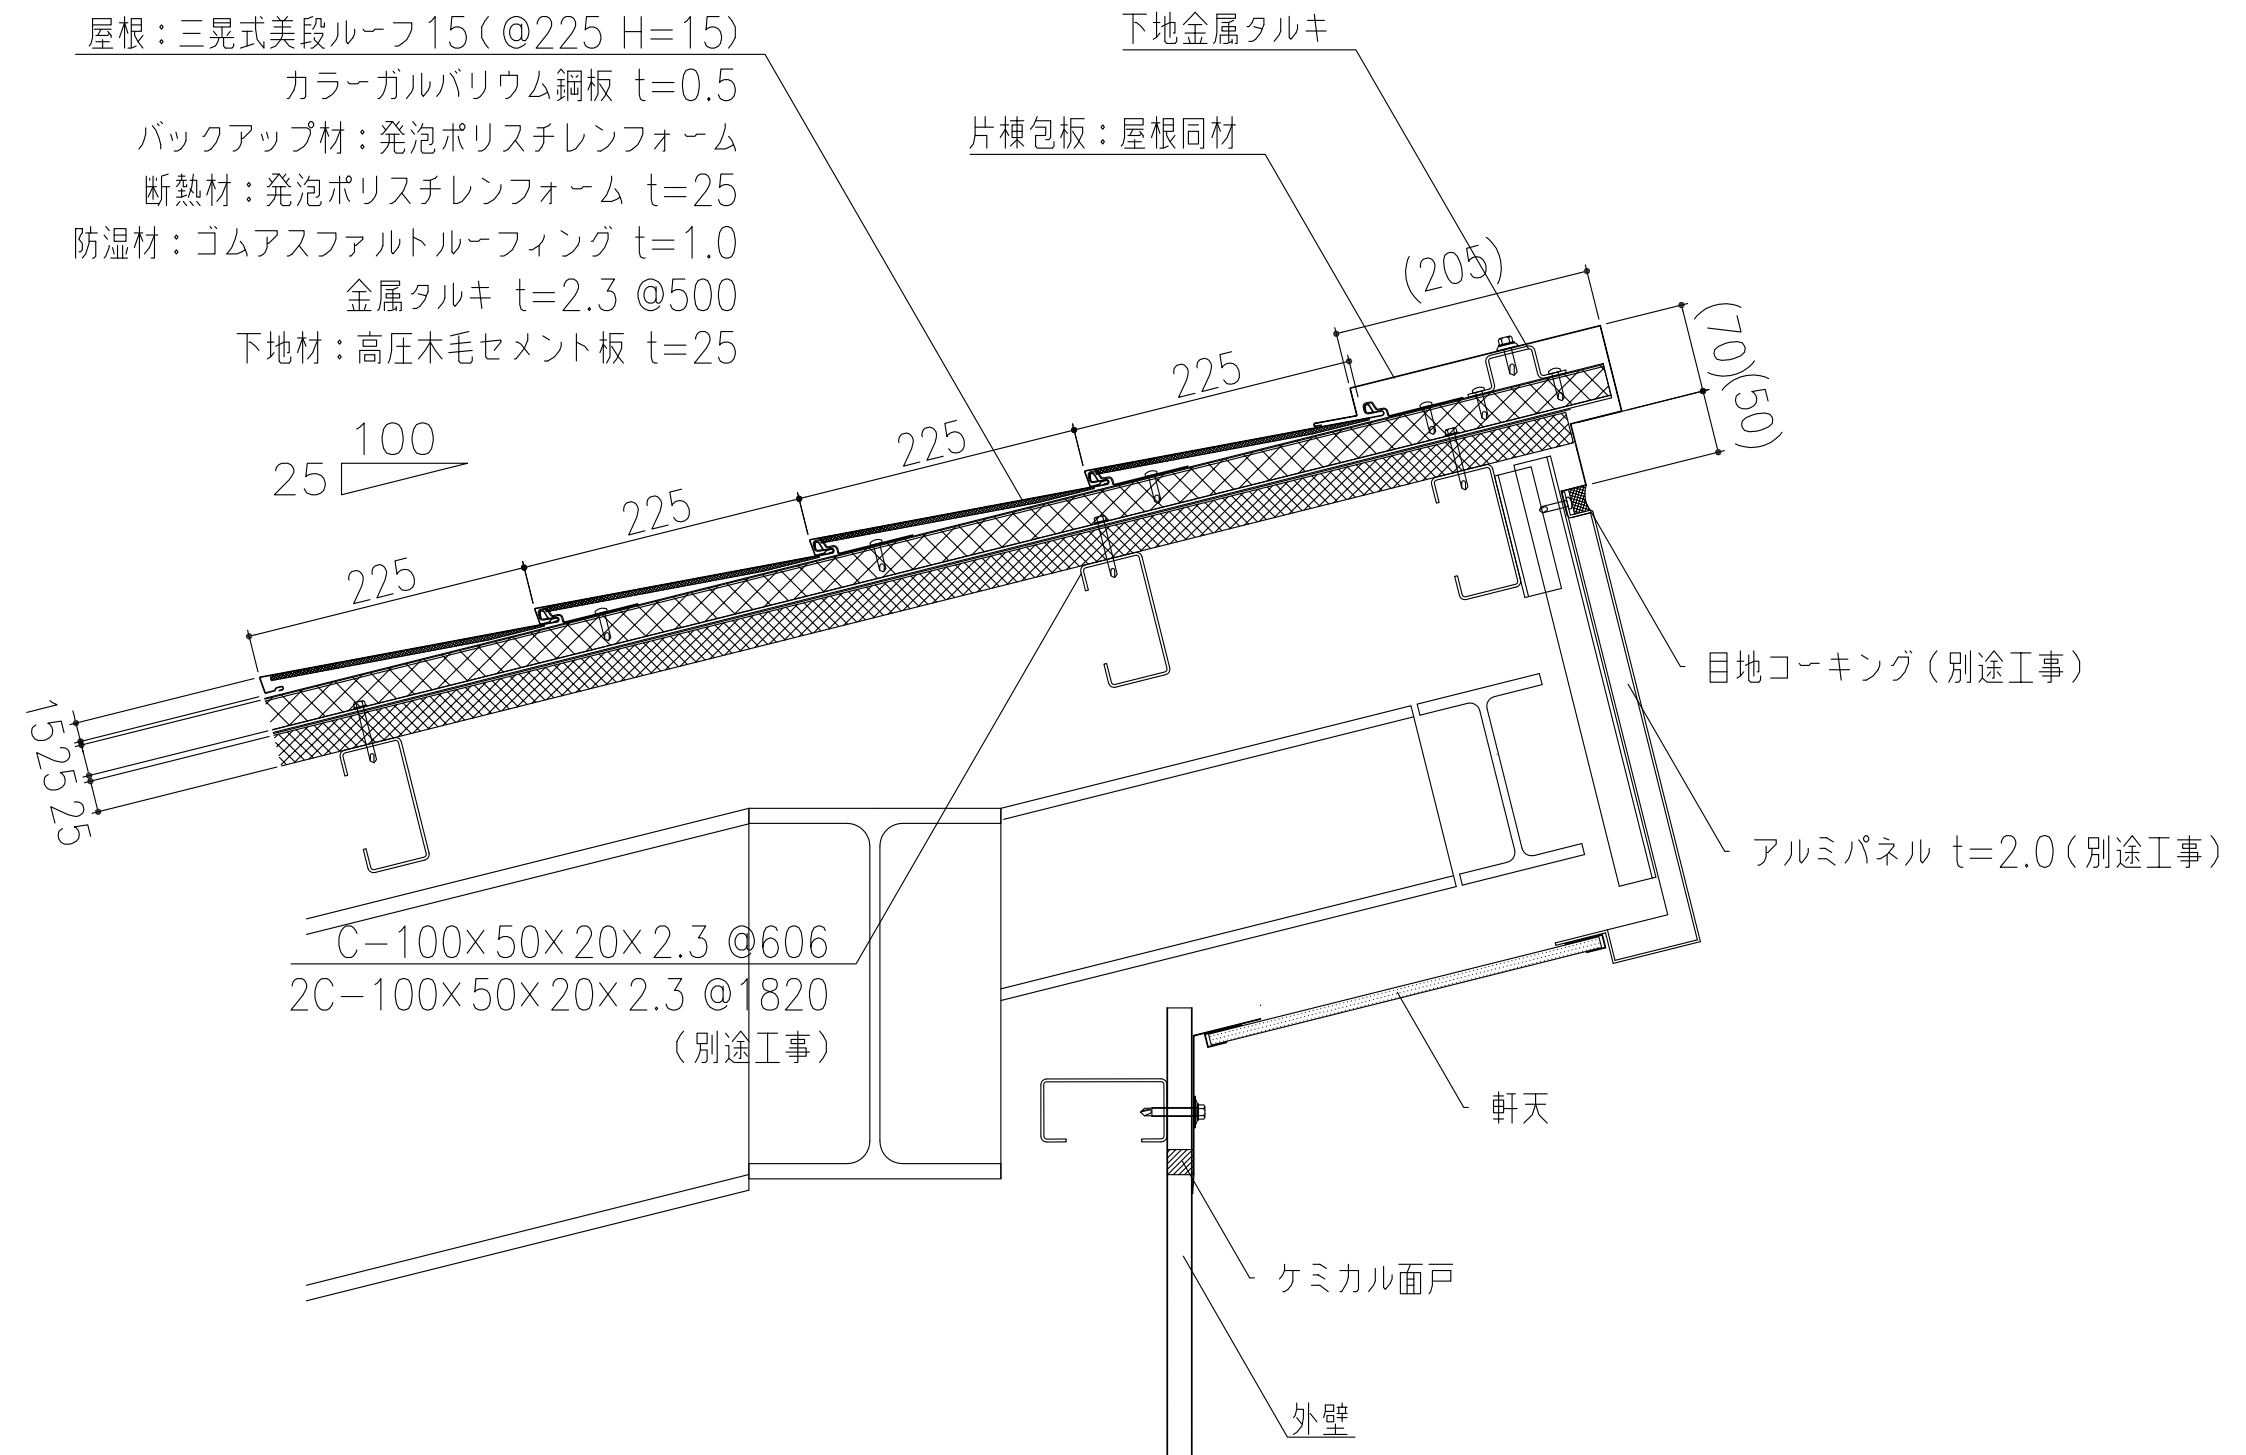 屋根：三晃式美段ルーフ15(@225 H=15)
カラーガルバリウム鋼板 t=0.5
バックアップ材：発泡ポリスチレンフォーム
断熱材：発泡ポリスチレンフォーム t=25
防湿材：ゴムアスファルトルーフィング t=1.0
金属タルキ t=2.3 @500
下地材：高圧木毛セメント板 t=25
下地金属タルキ
片棟包板：屋根同材
(205)
(70)(50)
225
225
225
225
100
25
15 25 25
目地コーキング(別途工事)
アルミパネル t=2.0(別途工事)
C-100×50×20×2.3 @606
2C-100×50×20×2.3 @1820
(別途工事)
軒天
ケミカル面戸
外壁